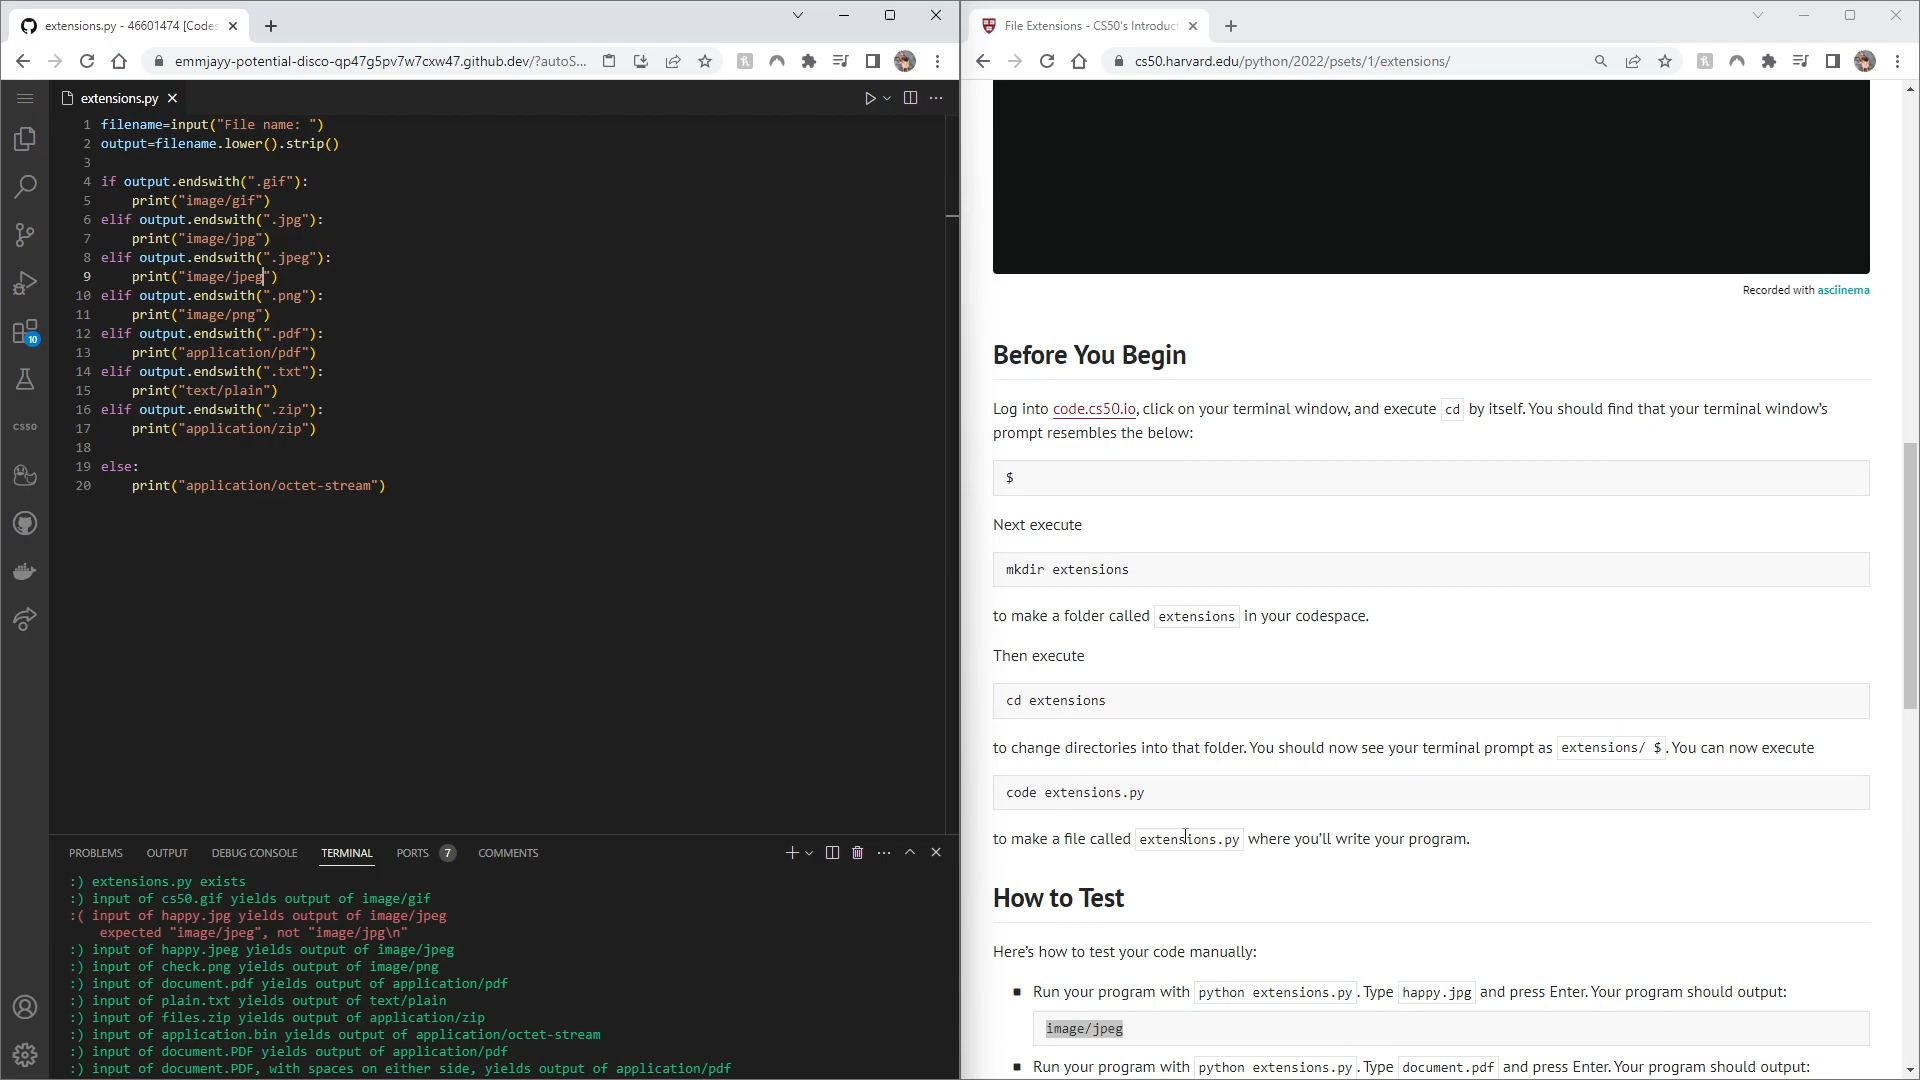 extensions.py - 46601474 [Codes
emmjayy-potential-disco-qp47g5pv7w7cxw47.github.dev/?autoS...
extensions.py
1 filename=input("File name: ")
2 output=filename.lower().strip()
3
4 if output.endswith(".gif"):
5 print("image/gif")
6 elif output.endswith(".jpg"):
7 print("image/jpg")
8 elif output.endswith(".jpeg"):
9 print("image/jpeg")
10 elif output.endswith(".png"):
11 print("image/png")
12 elif output.endswith(".pdf"):
13 print("application/pdf")
14 elif output.endswith(".txt"):
15 print("text/plain")
16 elif output.endswith(".zip"):
17 print("application/zip")
18
19 else:
20 print("application/octet-stream")
10
CS50
PROBLEMS OUTPUT DEBUG CONSOLE TERMINAL PORTS 7 COMMENTS
:) extensions.py exists
:) input of cs50.gif yields output of image/gif
:( input of happy.jpg yields output of image/jpeg
expected "image/jpeg", not "image/jpg\n"
:) input of happy.jpeg yields output of image/jpeg
:) input of check.png yields output of image/png
:) input of document.pdf yields output of application/pdf
:) input of plain.txt yields output of text/plain
:) input of files.zip yields output of application/zip
:) input of application.bin yields output of application/octet-stream
:) input of document.PDF yields output of application/pdf
:) input of document.PDF, with spaces on either side, yields output of application/pdf
File Extensions - CS50's Introduct
cs50.harvard.edu/python/2022/psets/1/extensions/
Recorded with asciinema
Before You Begin
Log into code.cs50.io, click on your terminal window, and execute cd by itself. You should find that your terminal window’s
prompt resembles the below:
$
Next execute
mkdir extensions
to make a folder called extensions in your codespace.
Then execute
cd extensions
to change directories into that folder. You should now see your terminal prompt as extensions/ $. You can now execute
code extensions.py
to make a file called extensions.py where you’ll write your program.
How to Test
Here’s how to test your code manually:
Run your program with python extensions.py. Type happy.jpg and press Enter. Your program should output:
image/jpeg
Run your program with python extensions.py. Type document.pdf and press Enter. Your program should output: